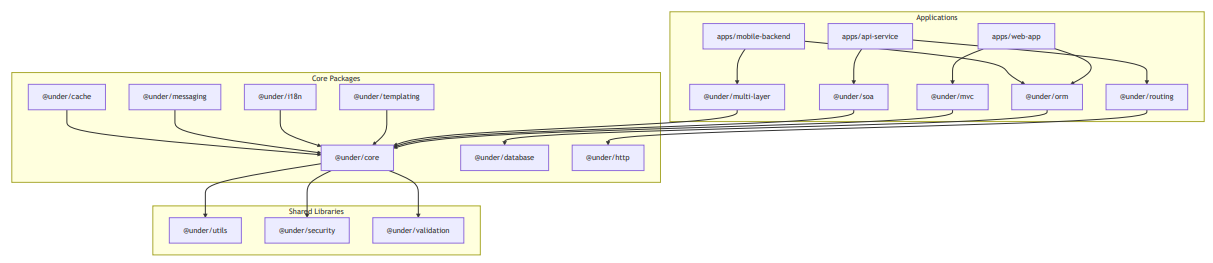 Applications
apps/mobile-backend
apps/api-service
apps/web-app
@under/multi-layer
@under/soa
@under/mvc
@under/orm
@under/routing
Core Packages
@under/cache
@under/messaging
@under/i18n
@under/templating
@under/core
@under/database
@under/http
Shared Libraries
@under/utils
@under/security
@under/validation